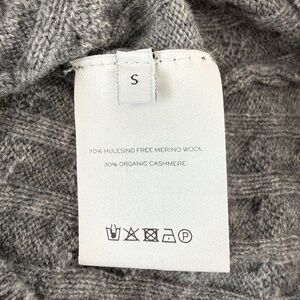 S
70% MULESING FREE MERINO WOOL
30% ORGANIC CASHMERE
P